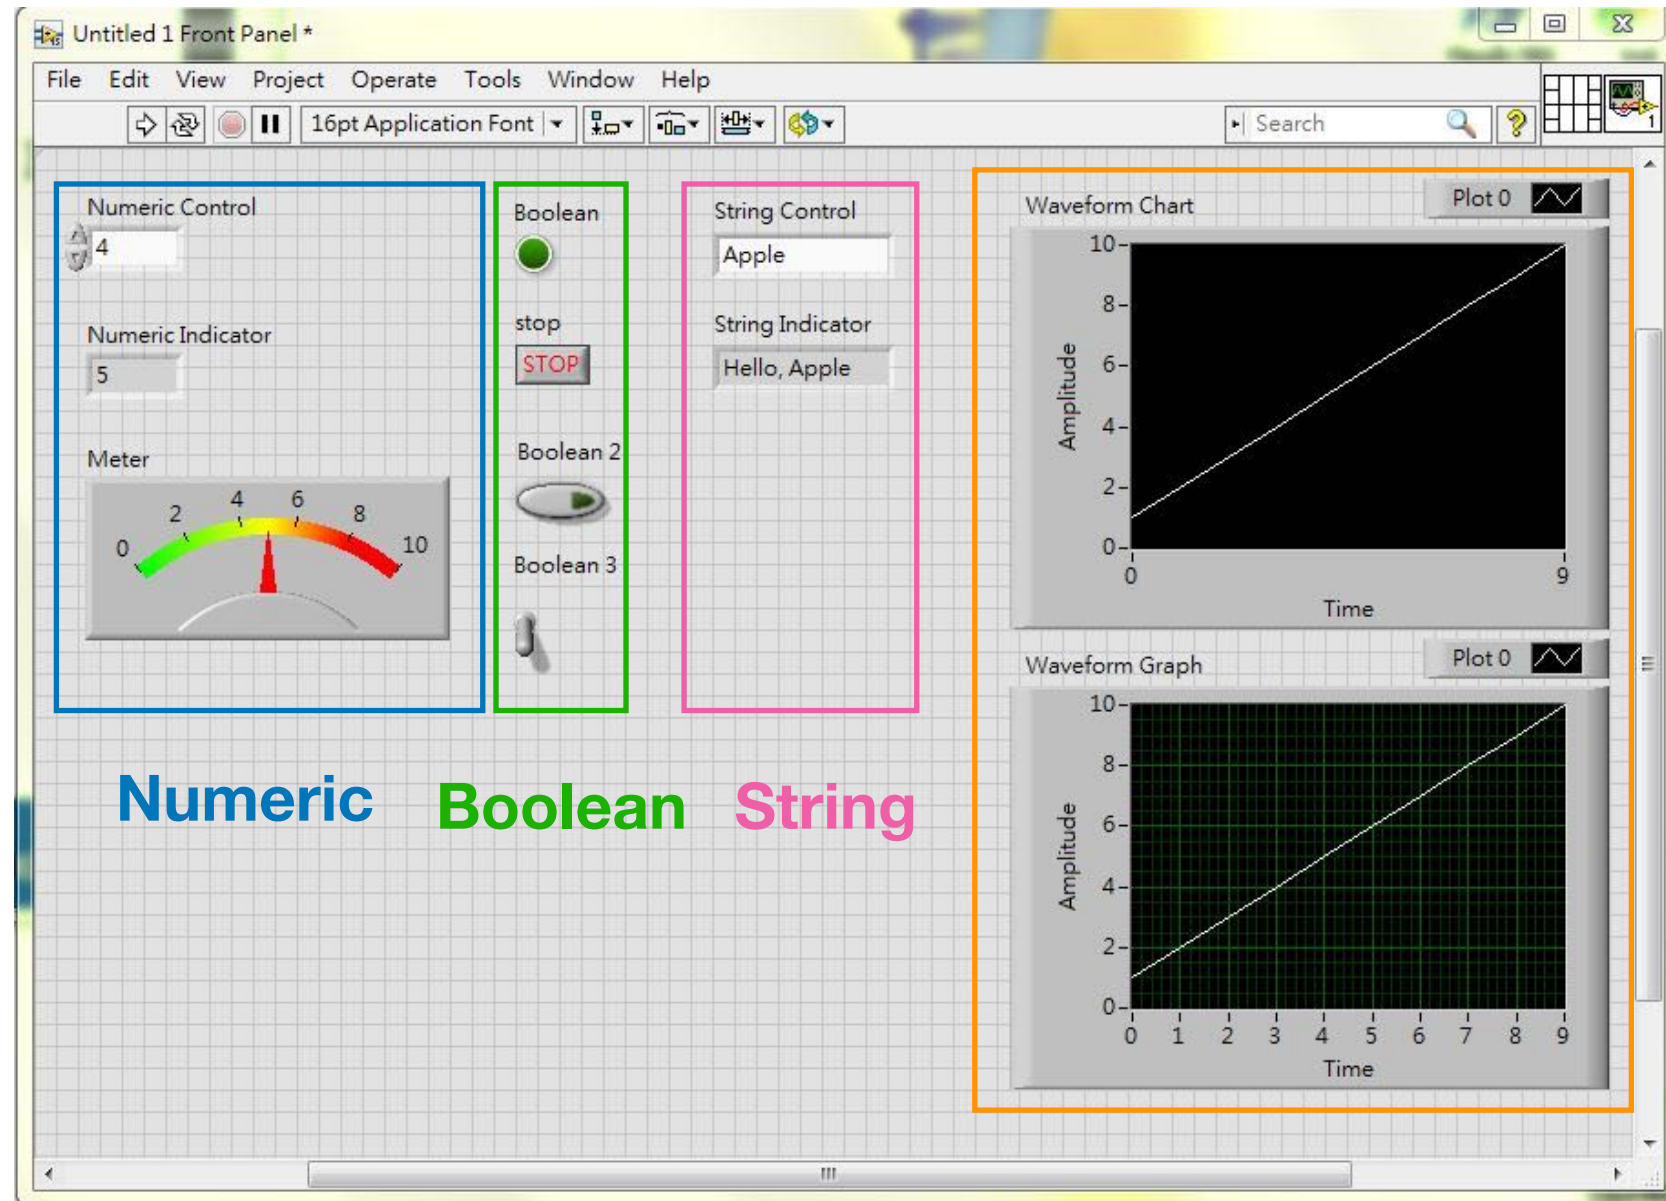 Untitled 1 Front Panel *
File Edit View Project Operate Tools Window Help
16pt Application Font
Search
?
1
Numeric Control
4
Numeric Indicator
5
Meter
0 2 4 6 8 10
Boolean
stop
STOP
Boolean 2
Boolean 3
String Control
Apple
String Indicator
Hello, Apple
Numeric Boolean String
Waveform Chart
Plot 0
Amplitude
10
8
6
4
2
0
0 9
Time
Waveform Graph
Plot 0
Amplitude
10
8
6
4
2
0
0 1 2 3 4 5 6 7 8 9
Time